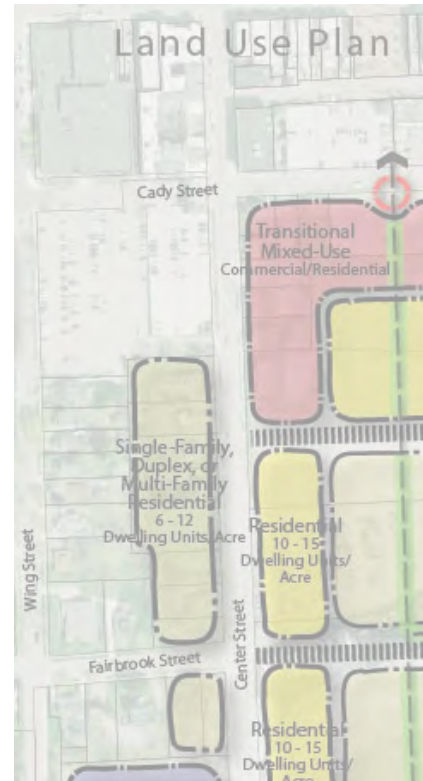 Land Use Plan
Cady Street
Transitional
Mixed-Use
Commercial/Residential
Single-Family,
Duplex, or
Multi-Family
Residential
6 - 12
Dwelling Units/Acre
Residential
10 - 15
Dwelling Units/
Acre
Wing Street
Center Street
Fairbrook Street
Residential
10 - 15
Dwelling Units/
Acre